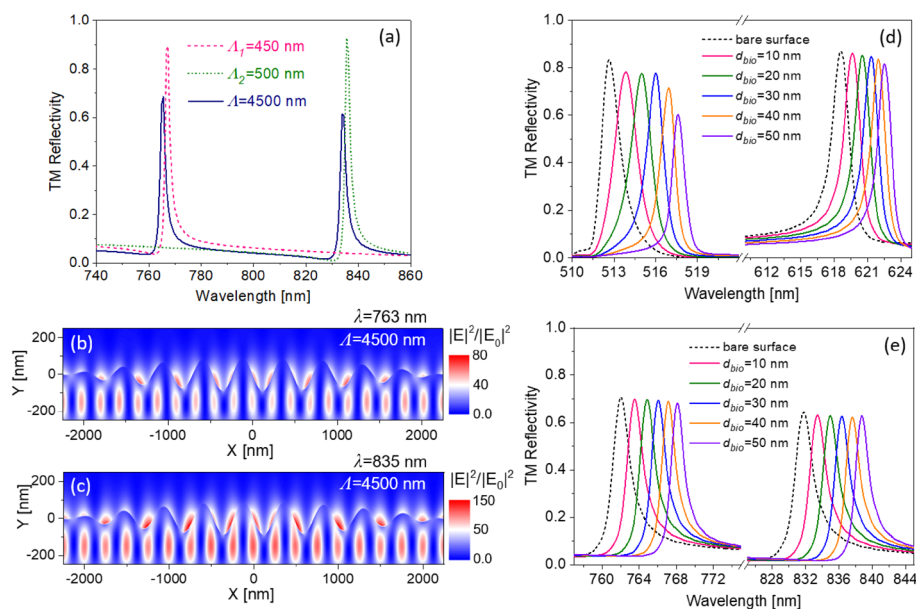 (a)
Λ1=450 nm
Λ2=500 nm
Λ=4500 nm
TM Reflectivity
1.0
0.8
0.6
0.4
0.2
0.0
740 760 780 800 820 840 860
Wavelength [nm]
λ=763 nm
(b)
Λ=4500 nm
|E|²/|E0|²
80
40
0.0
Y [nm]
200
0
-200
-2000 -1000 0 1000 2000
X [nm]
λ=835 nm
(c)
Λ=4500 nm
|E|²/|E0|²
150
100
50
0.0
Y [nm]
200
0
-200
-2000 -1000 0 1000 2000
X [nm]
(d)
bare surface
dbio=10 nm
dbio=20 nm
dbio=30 nm
dbio=40 nm
dbio=50 nm
TM Reflectivity
1.0
0.8
0.6
0.4
0.2
0.0
510 513 516 519 612 615 618 621 624
Wavelength [nm]
(e)
bare surface
dbio=10 nm
dbio=20 nm
dbio=30 nm
dbio=40 nm
dbio=50 nm
TM Reflectivity
1.0
0.8
0.6
0.4
0.2
0.0
760 764 768 772 828 832 836 840 844
Wavelength [nm]